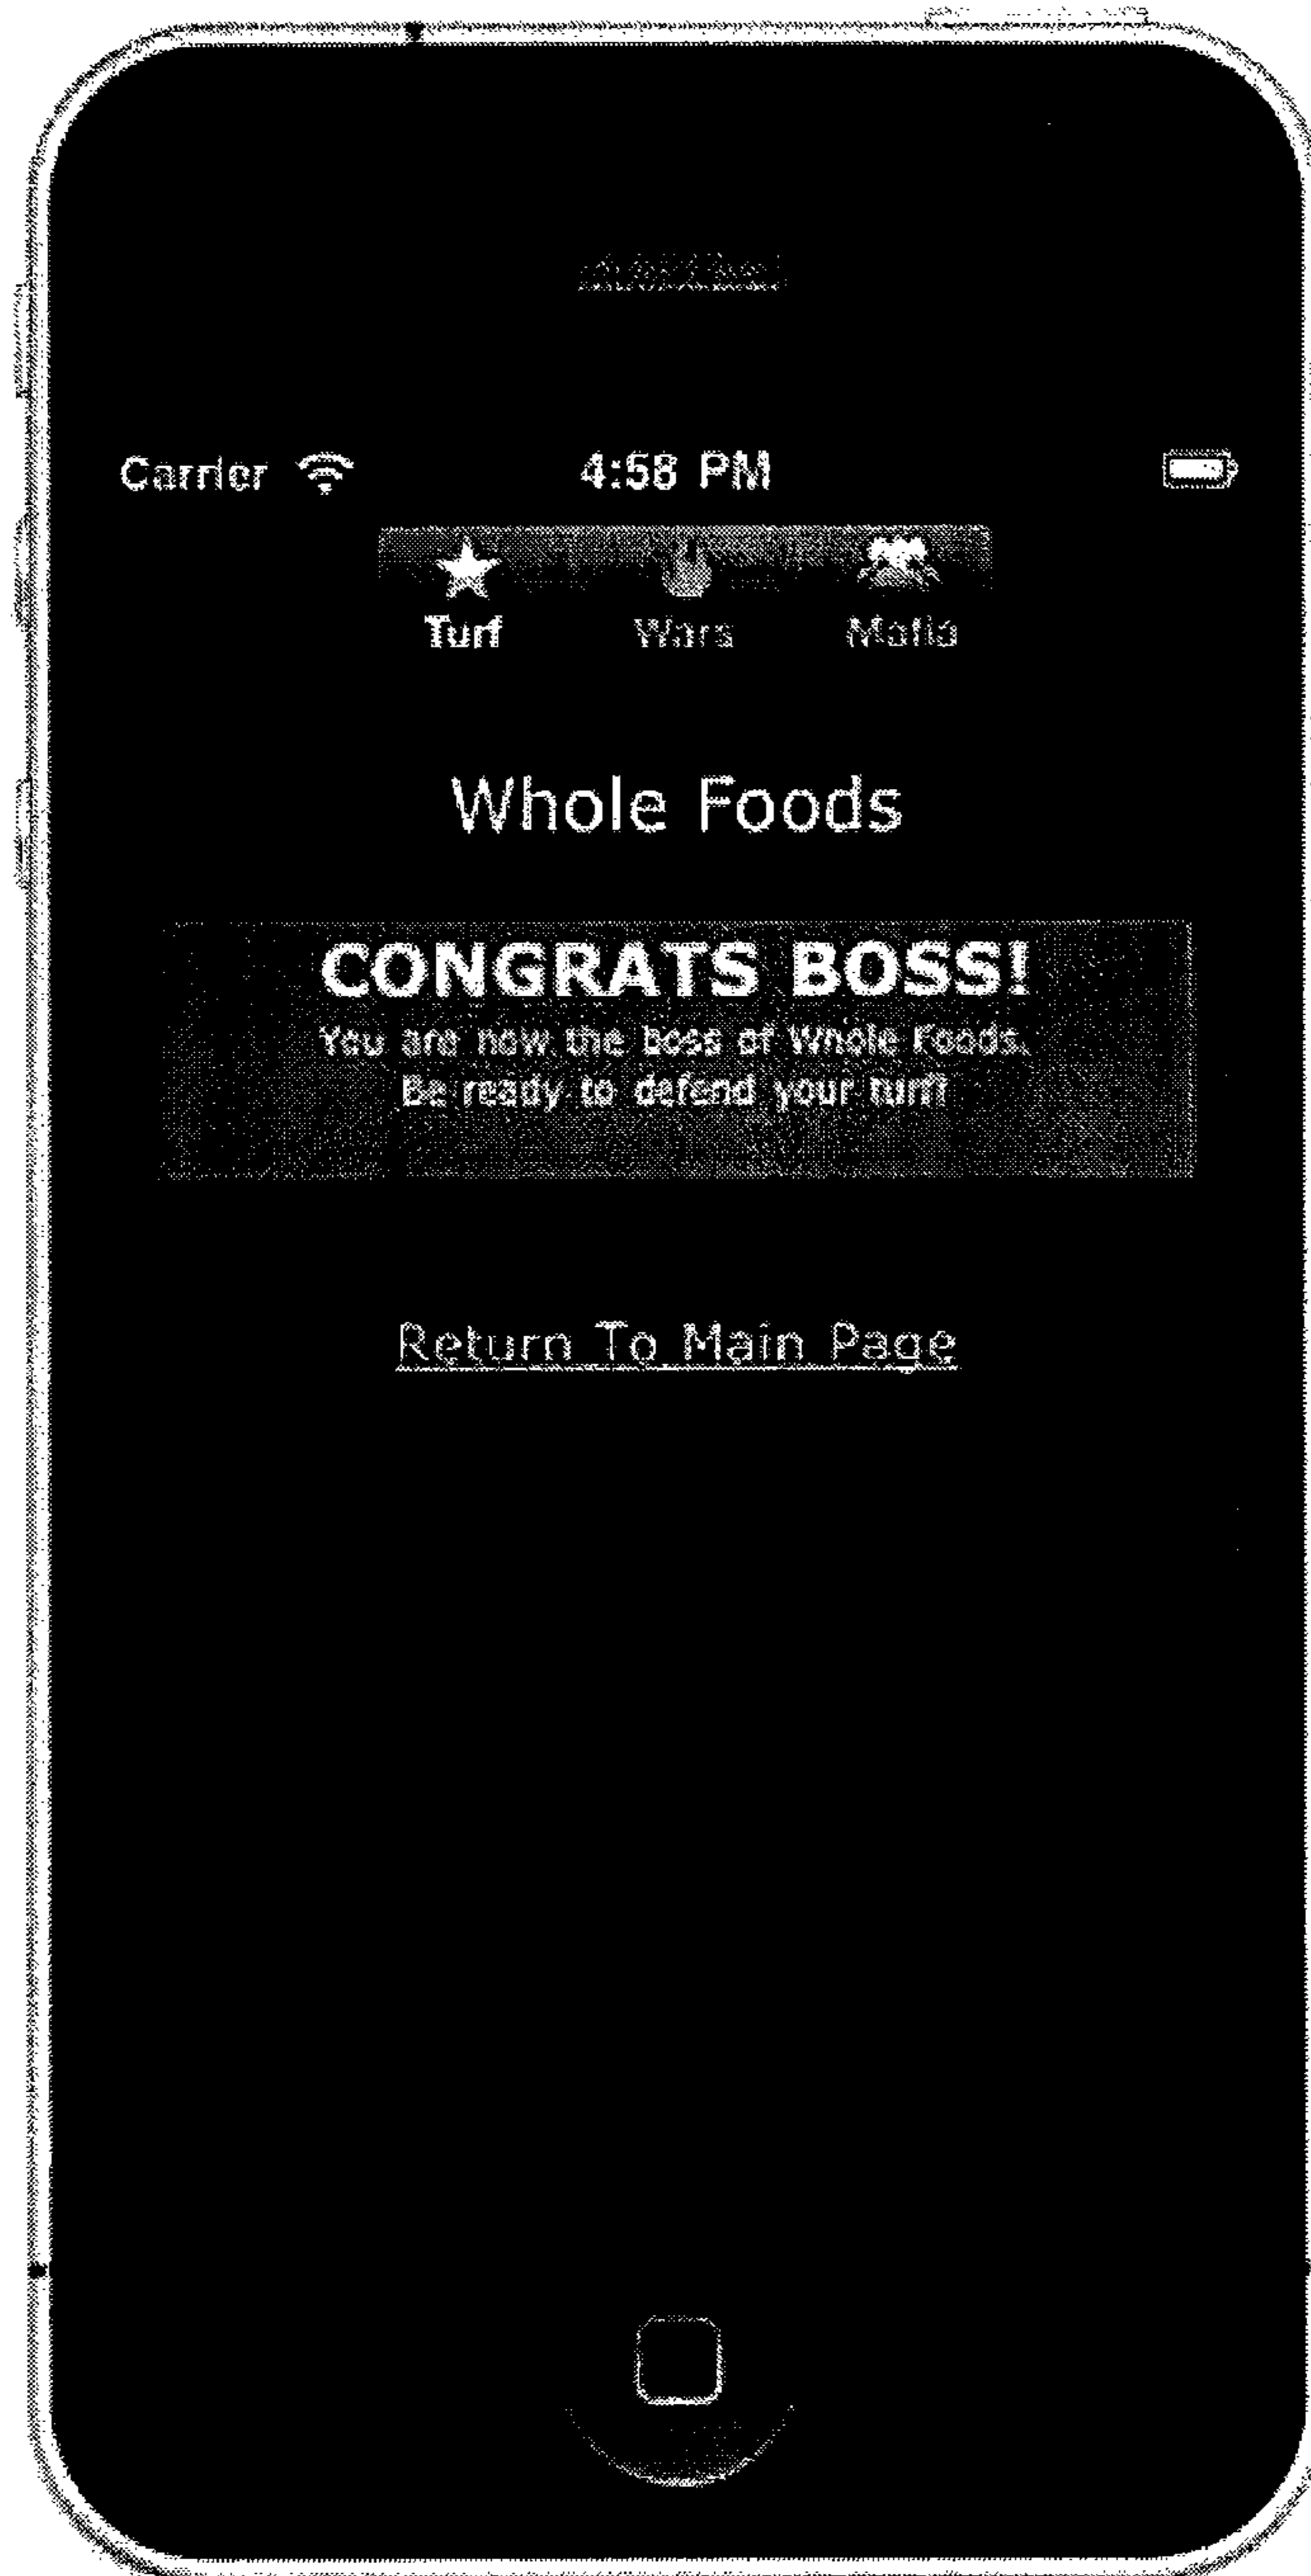 Carrier 4:58 PM
Turf Wars Mafia
Whole Foods
CONGRATS BOSS!
You are now the boss of Whole Foods.
Be ready to defend your turf!
Return To Main Page